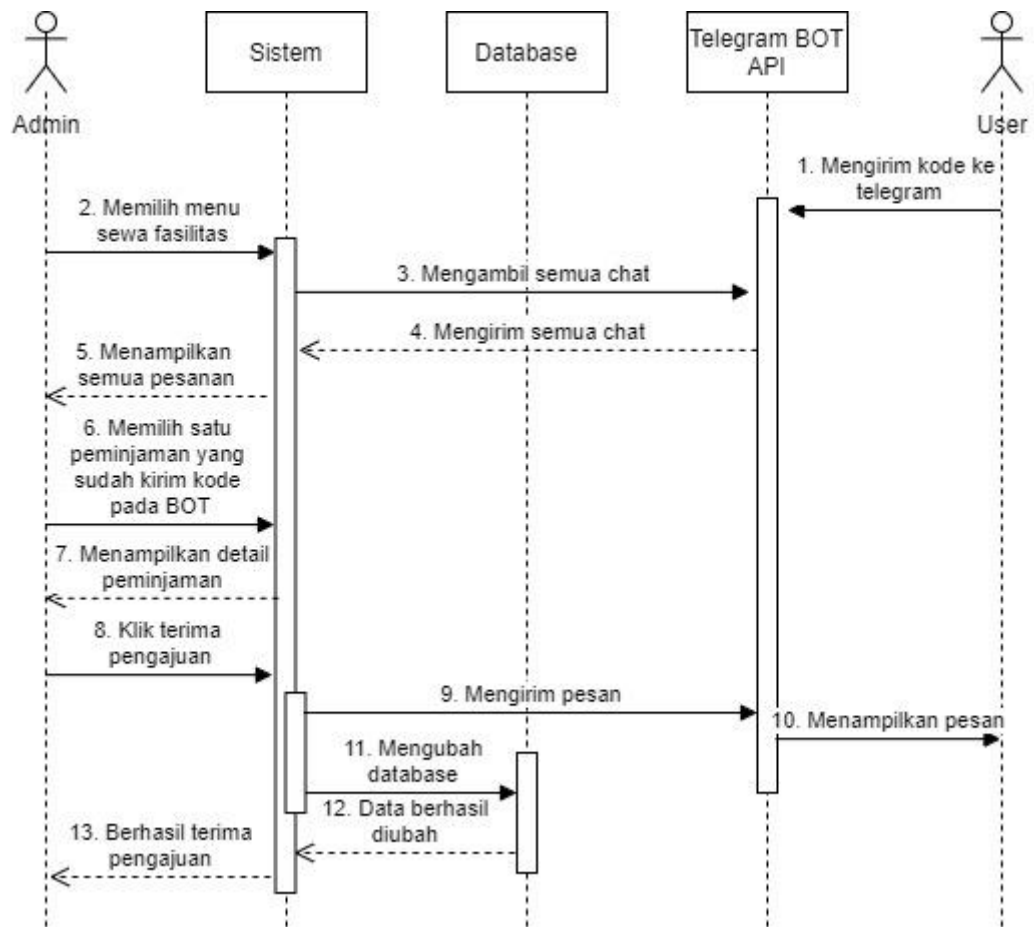 Sistem
Database
Telegram BOT
API
Admin
User
1. Mengirim kode ke
telegram
2. Memilih menu
sewa fasilitas
3. Mengambil semua chat
4. Mengirim semua chat
5. Menampilkan
semua pesanan
6. Memilih satu
peminjaman yang
sudah kirim kode
pada BOT
7. Menampilkan detail
peminjaman
8. Klik terima
pengajuan
9. Mengirim pesan
10. Menampilkan pesan
11. Mengubah
database
12. Data berhasil
diubah
13. Berhasil terima
pengajuan